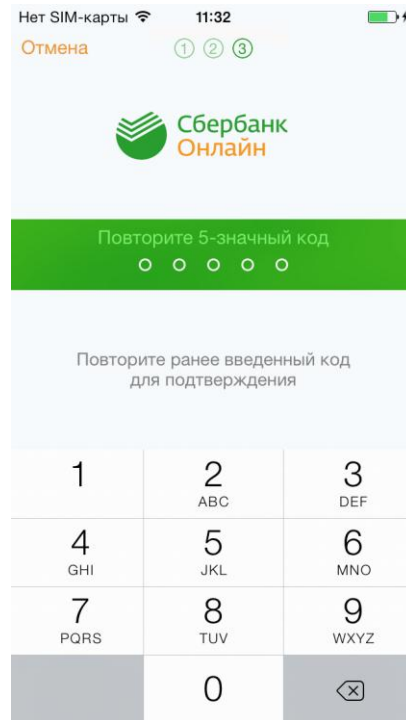 Нет SIM-карты 11:32
Отмена 1 2 3
Сбербанк
Онлайн
Повторите 5-значный код
Повторите ранее введенный код
для подтверждения
1 2 3
ABC DEF
4 5 6
GHI JKL MNO
7 8 9
PQRS TUV WXYZ
0